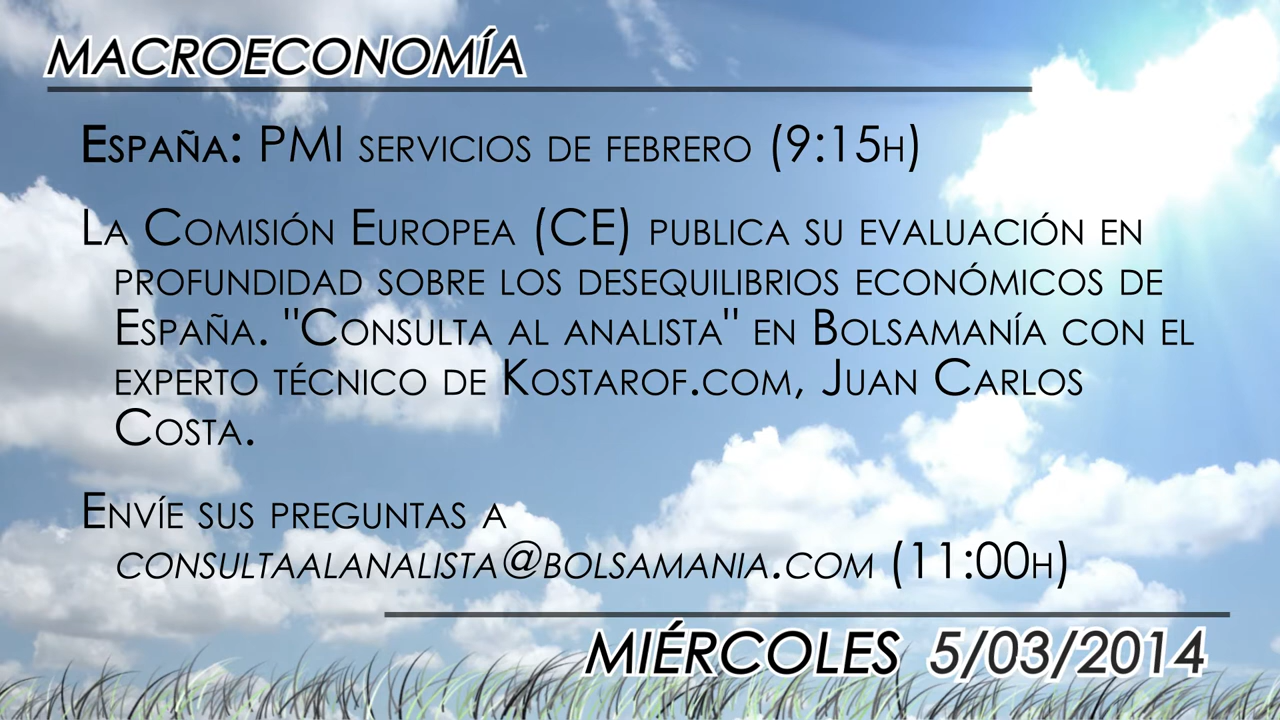 MACROECONOMÍA
España: PMI servicios de febrero (9:15h)
La Comisión Europea (CE) publica su evaluación en
profundidad sobre los desequilibrios económicos de
España. "Consulta al analista" en Bolsamanía con el
experto técnico de Kostarof.com, Juan Carlos
Costa.
Envíe sus preguntas a
consultaalanalista@bolsamania.com (11:00h)
MIÉRCOLES 5/03/2014